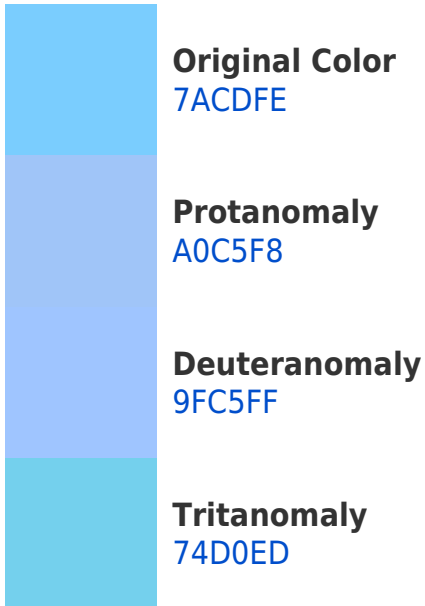 Original Color
7ACDFE
Protanomaly
A0C5F8
Deuteranomaly
9FC5FF
Tritanomaly
74D0ED